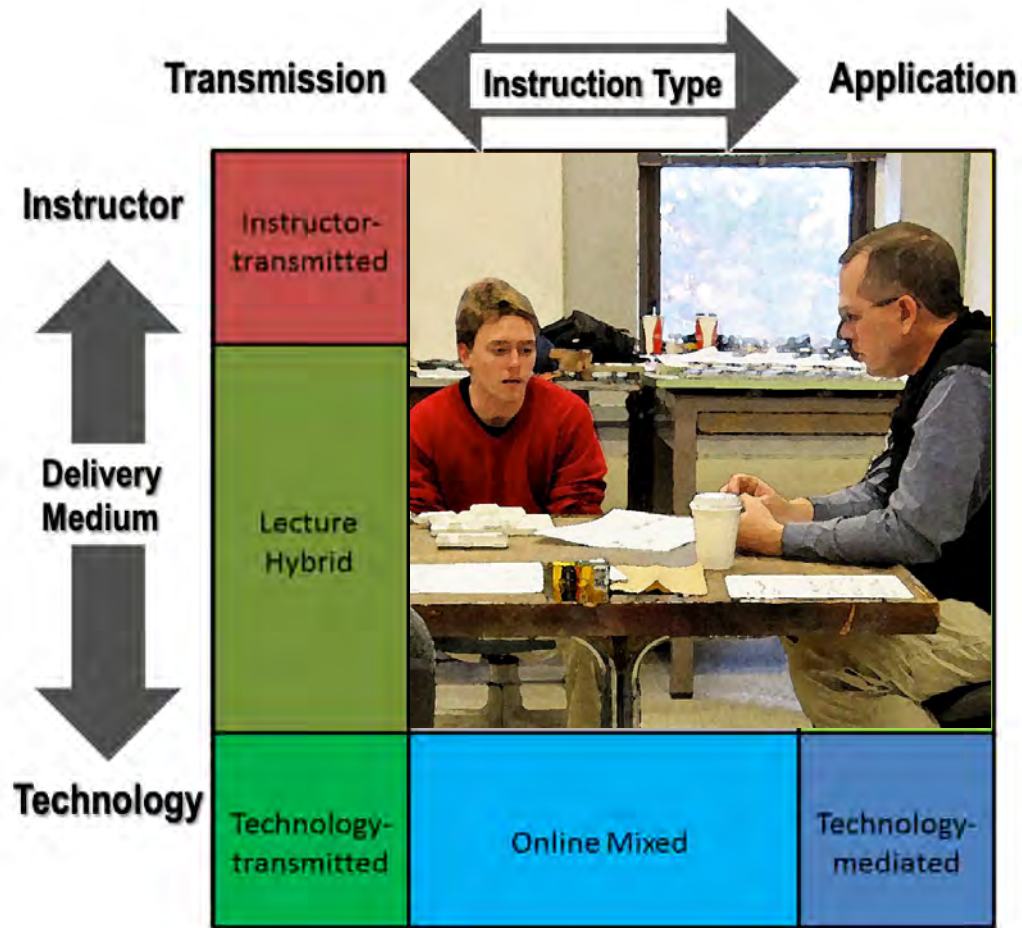 Transmission
Instruction Type
Application
Instructor
Instructor-
transmitted
Delivery
Medium
Lecture
Hybrid
Technology
Technology-
transmitted
Online Mixed
Technology-
mediated